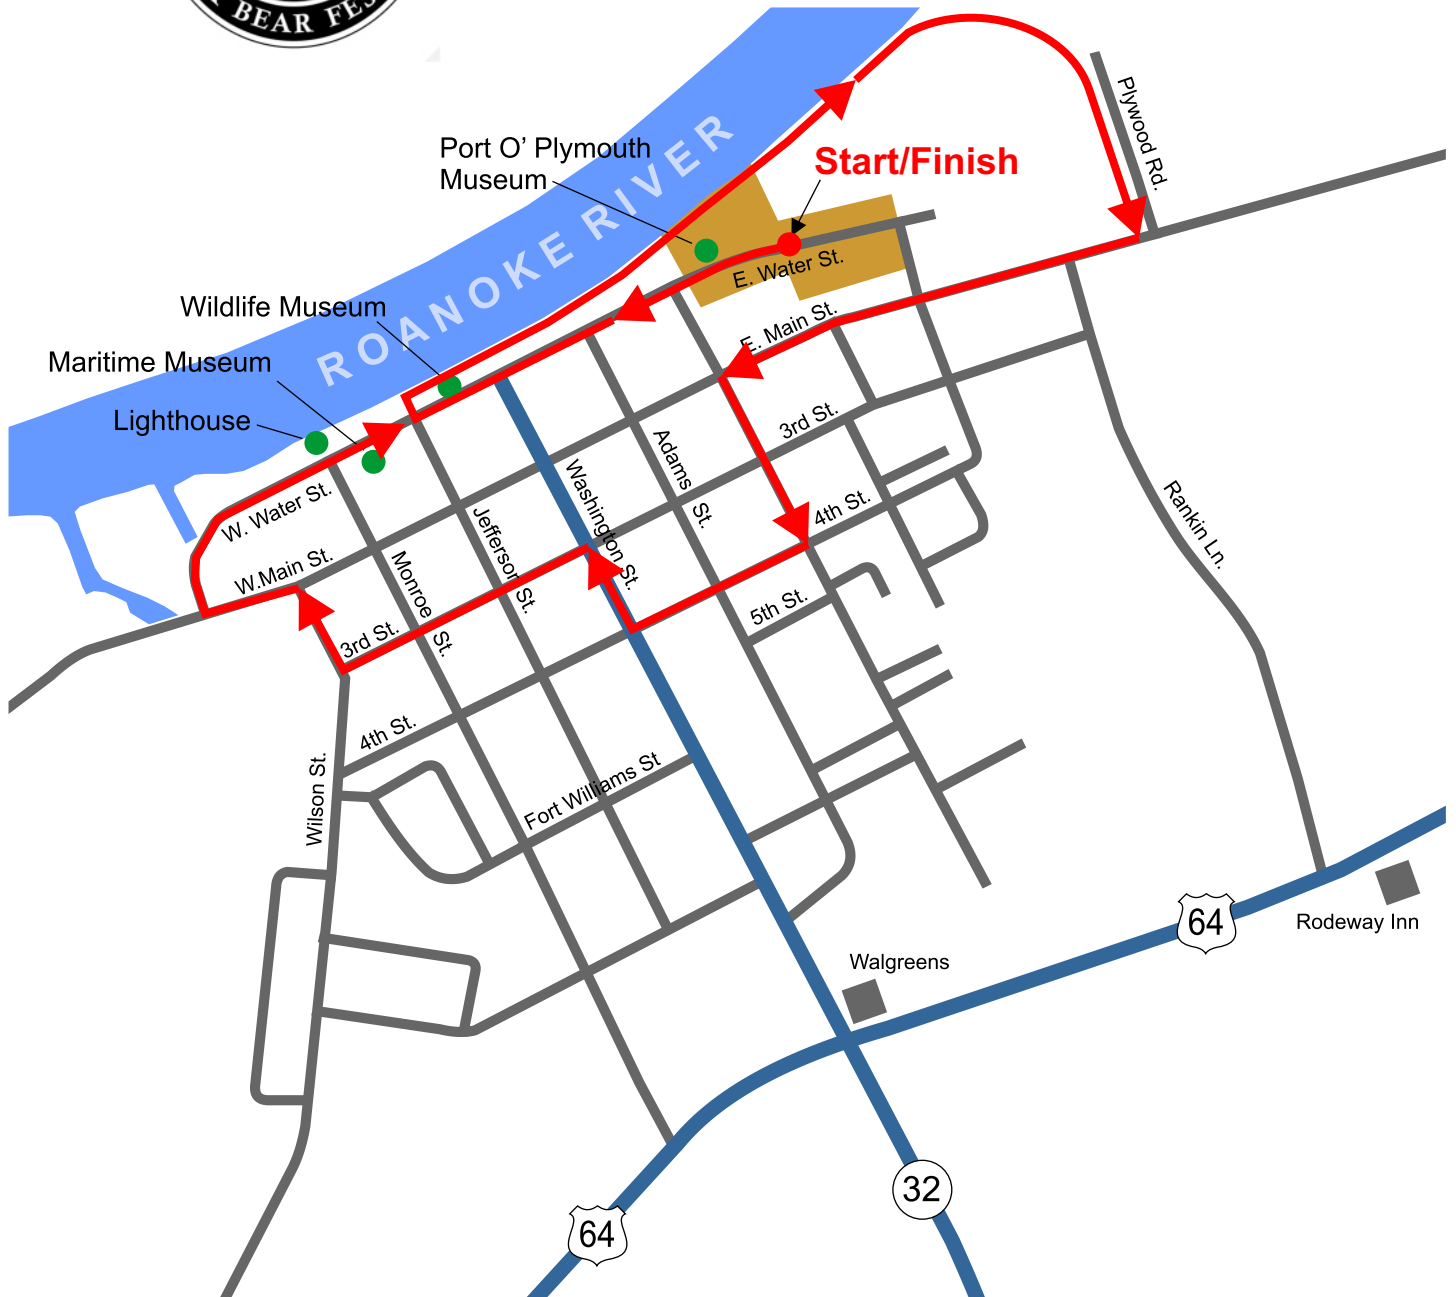 BEAR FES
Port O’ Plymouth
Museum
Start/Finish
Plywood Rd.
ROANOKE RIVER
E. Water St.
Wildlife Museum
E. Main St.
Maritime Museum
Lighthouse
3rd St.
Adams St.
Washington St.
4th St.
W. Water St.
Rankin Ln.
Jefferson St.
W.Main St.
Monroe St.
5th St.
3rd St.
4th St.
Wilson St.
Fort Williams St
64
Rodeway Inn
Walgreens
32
64